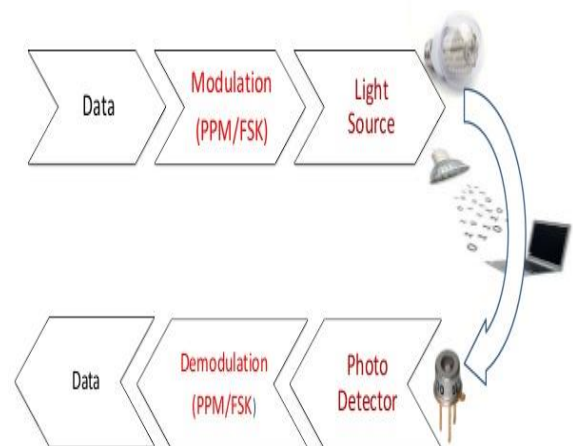 Data
Modulation
(PPM/FSK)
Light
Source
Data
Demodulation
(PPM/FSK)
Photo
Detector